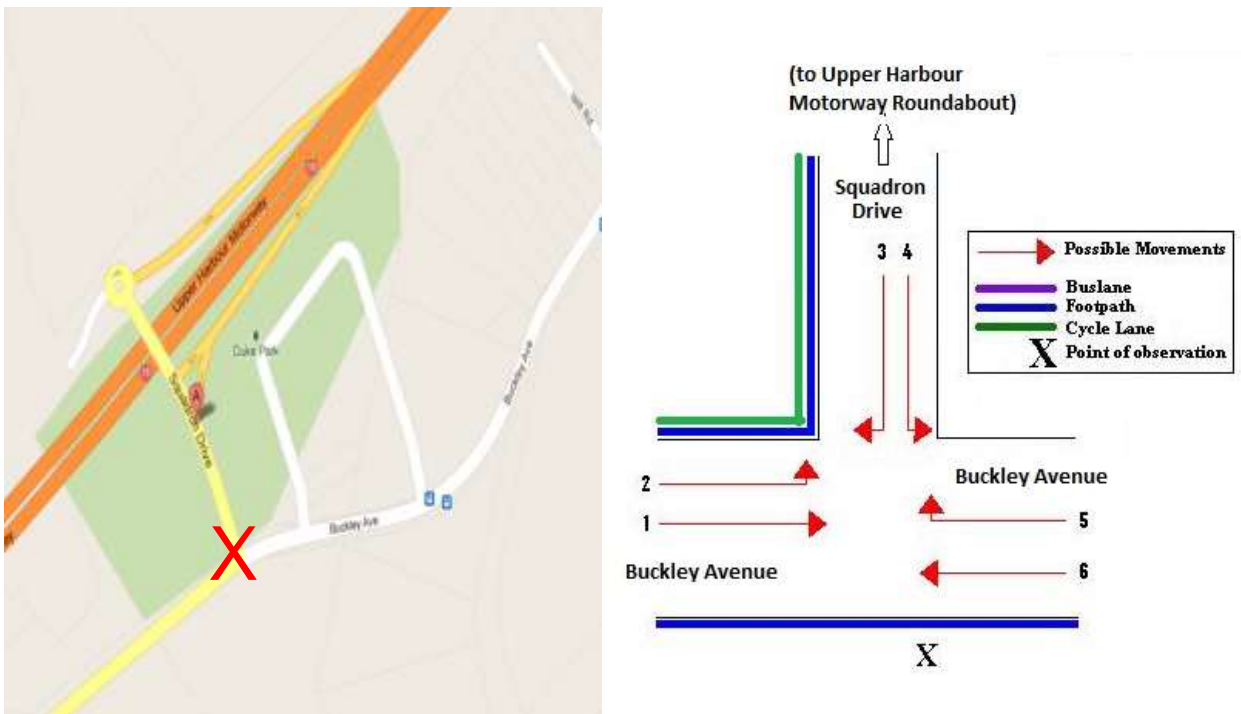 Upper Harbour Motorway
Duke Park
Squadron Drive
Buckley Ave
Buckley Ave
X
(to Upper Harbour
Motorway Roundabout)
Squadron
Drive
3 4
2
1
Buckley Avenue
5
6
Buckley Avenue
X
Possible Movements
Buslane
Footpath
Cycle Lane
X Point of observation